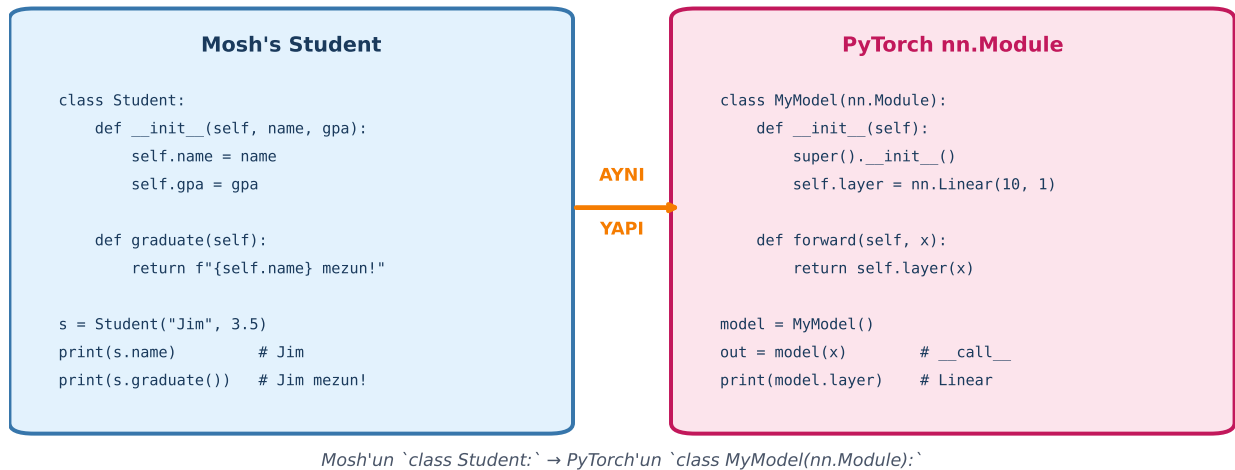 Mosh's Student
class Student:
    def __init__(self, name, gpa):
        self.name = name
        self.gpa = gpa
    def graduate(self):
        return f"{self.name} mezun!"
s = Student("Jim", 3.5)
print(s.name)         # Jim
print(s.graduate())   # Jim mezun!
AYNI
YAPI
PyTorch nn.Module
class MyModel(nn.Module):
    def __init__(self):
        super().__init__()
        self.layer = nn.Linear(10, 1)
    def forward(self, x):
        return self.layer(x)
model = MyModel()
out = model(x)        # __call__
print(model.layer)    # Linear
Mosh'un `class Student:` → PyTorch'un `class MyModel(nn.Module):`